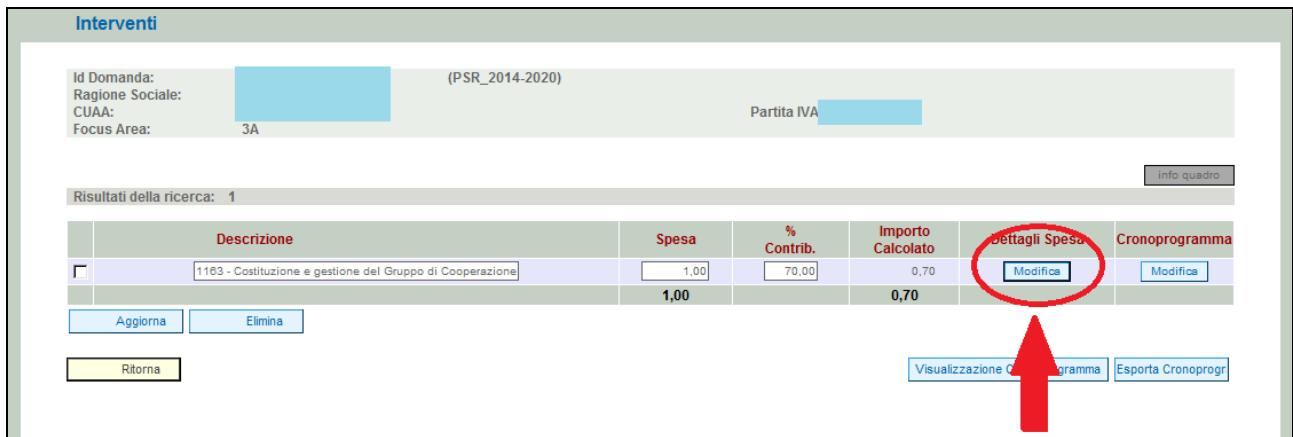 Interventi
Id Domanda: (PSR_2014-2020)
Ragione Sociale:
CUAA: Partita IVA
Focus Area: 3A
info quadro
Risultati della ricerca: 1
Descrizione Spesa % Contrib. Importo Calcolato Dettagli Spesa Cronoprogramma
1163 - Costituzione e gestione del Gruppo di Cooperazione 1,00 70,00 0,70 Modifica Modifica
1,00 0,70
Aggiorna Elimina
Ritorna Visualizzazione gramma Esporta Cronoprogr